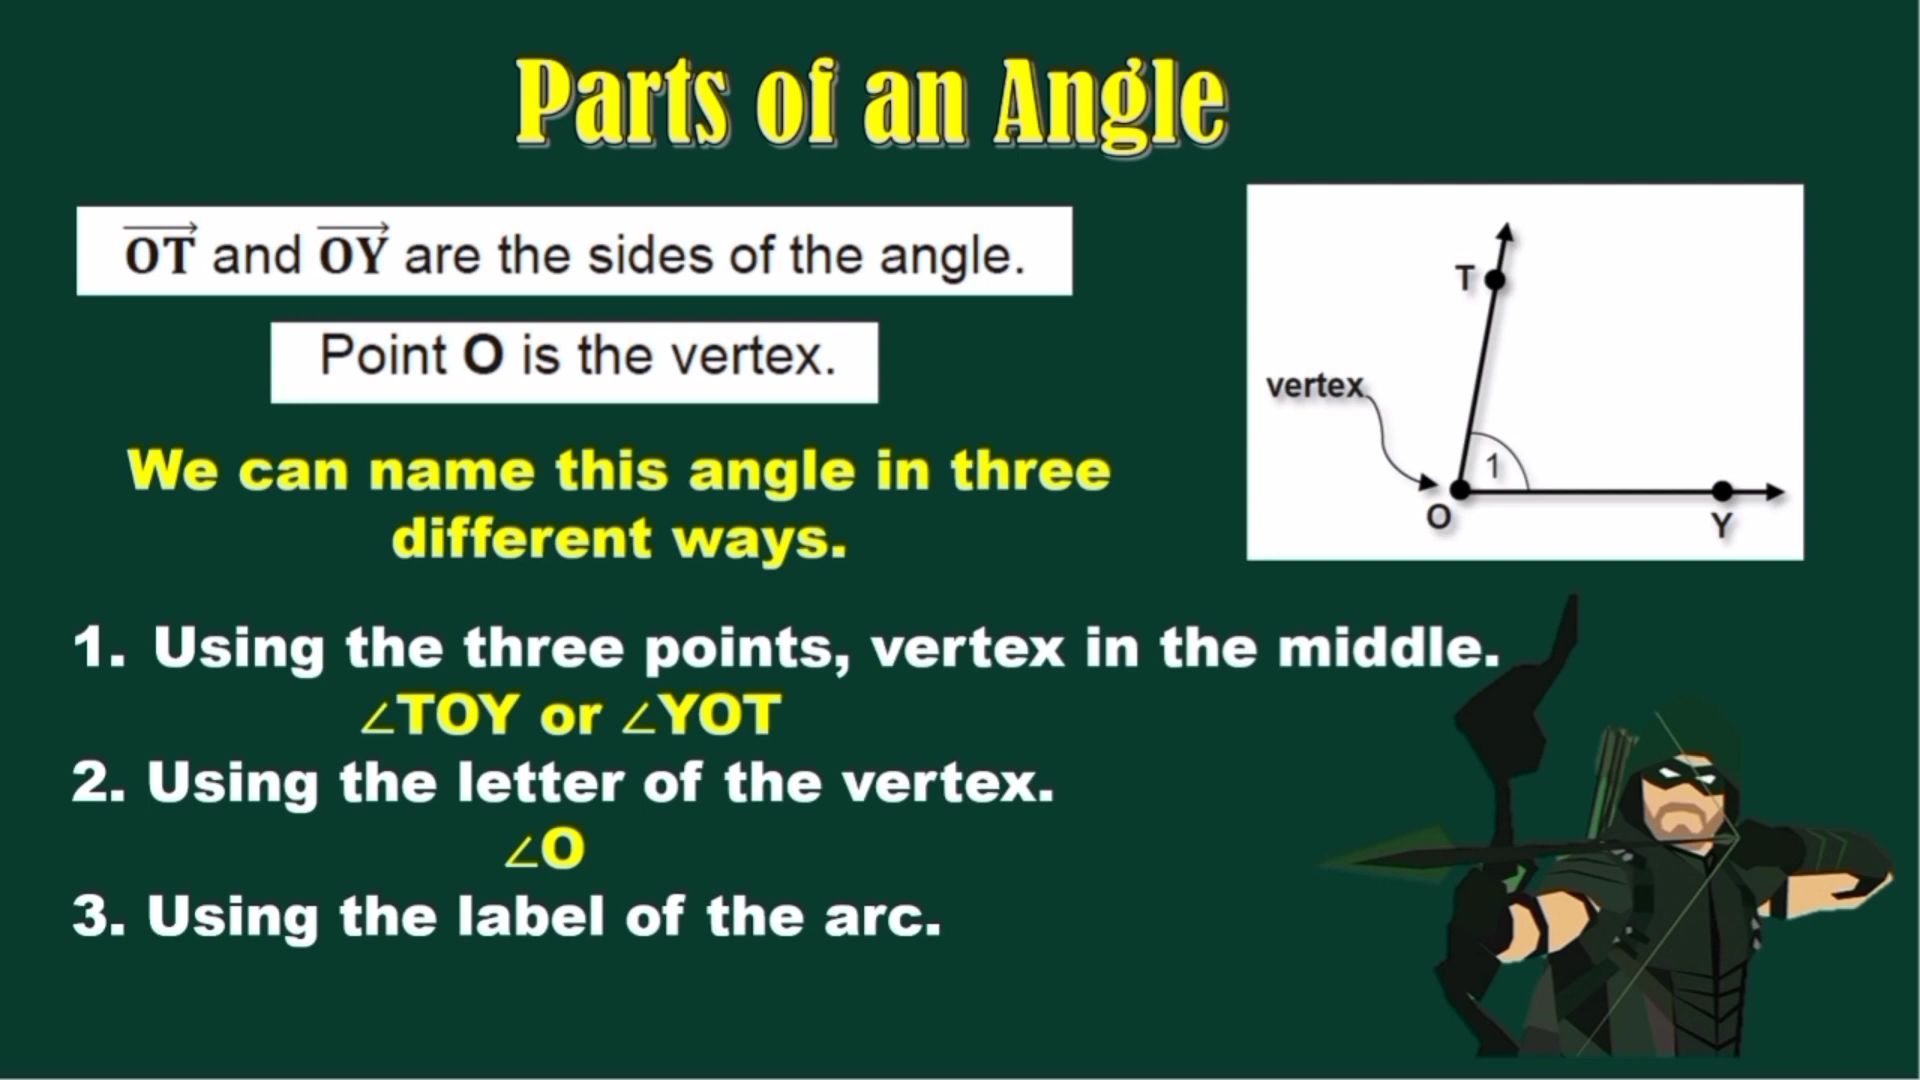 Parts of an Angle
OT and OY are the sides of the angle.
Point O is the vertex.
We can name this angle in three
different ways.
T
vertex
1
O
Y
1. Using the three points, vertex in the middle.
∠TOY or ∠YOT
2. Using the letter of the vertex.
∠O
3. Using the label of the arc.